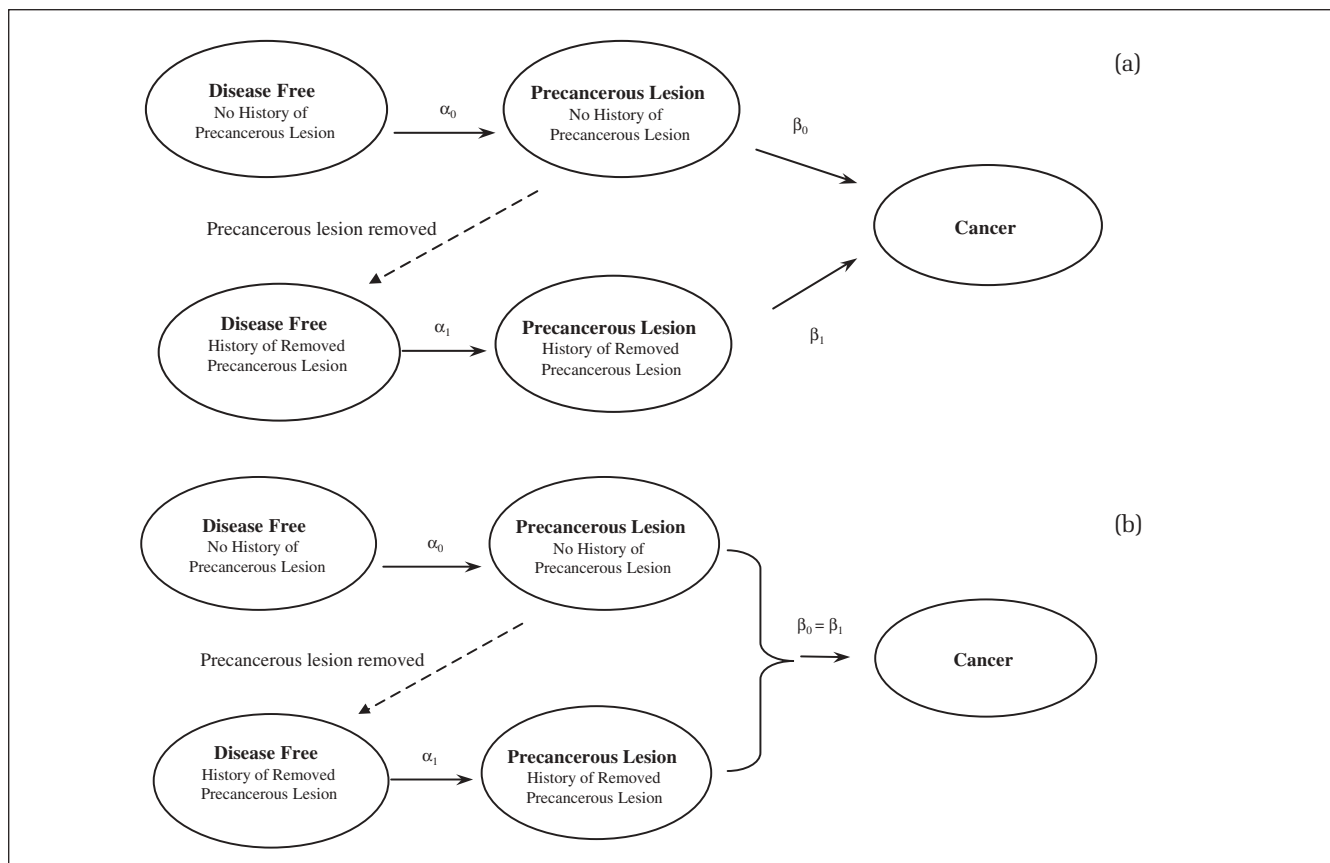 (a)
Disease Free
No History of
Precancerous Lesion
α0
Precancerous Lesion
No History of
Precancerous Lesion
β0
Cancer
Precancerous lesion removed
Disease Free
History of Removed
Precancerous Lesion
α1
Precancerous Lesion
History of Removed
Precancerous Lesion
β1
(b)
Disease Free
No History of
Precancerous Lesion
α0
Precancerous Lesion
No History of
Precancerous Lesion
β0 = β1
Cancer
Precancerous lesion removed
Disease Free
History of Removed
Precancerous Lesion
α1
Precancerous Lesion
History of Removed
Precancerous Lesion